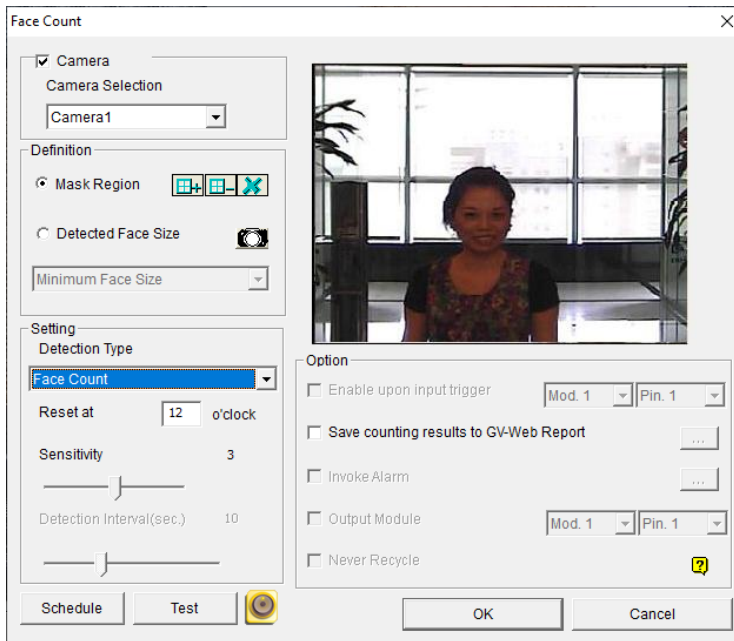 Face Count
Camera
Camera Selection
Camera1
Definition
Mask Region
Detected Face Size
Minimum Face Size
Setting
Detection Type
Face Count
Reset at 12 o'clock
Sensitivity 3
Detection Interval(sec.) 10
Schedule Test
Option
Enable upon input trigger Mod. 1 Pin. 1
Save counting results to GV-Web Report ...
Invoke Alarm ...
Output Module Mod. 1 Pin. 1
Never Recycle
?
OK Cancel